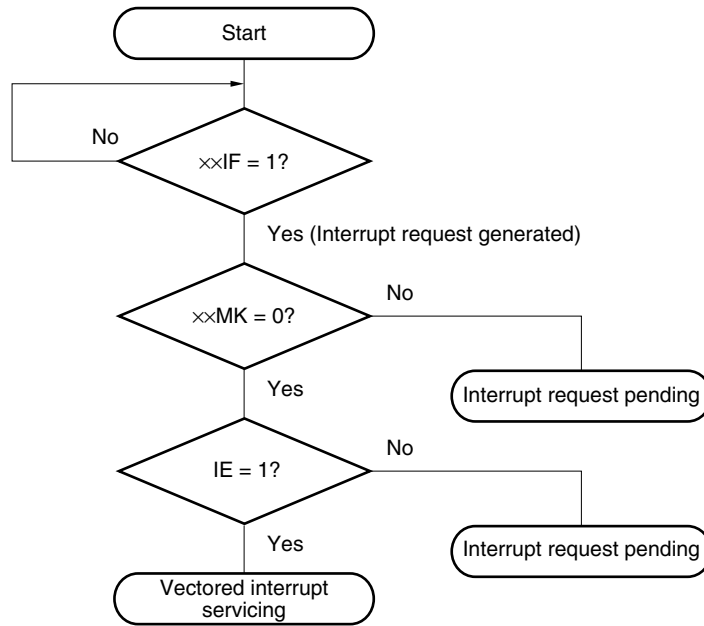 Start
No
××IF = 1?
Yes (Interrupt request generated)
××MK = 0?
No
Yes
Interrupt request pending
IE = 1?
No
Yes
Interrupt request pending
Vectored interrupt
servicing